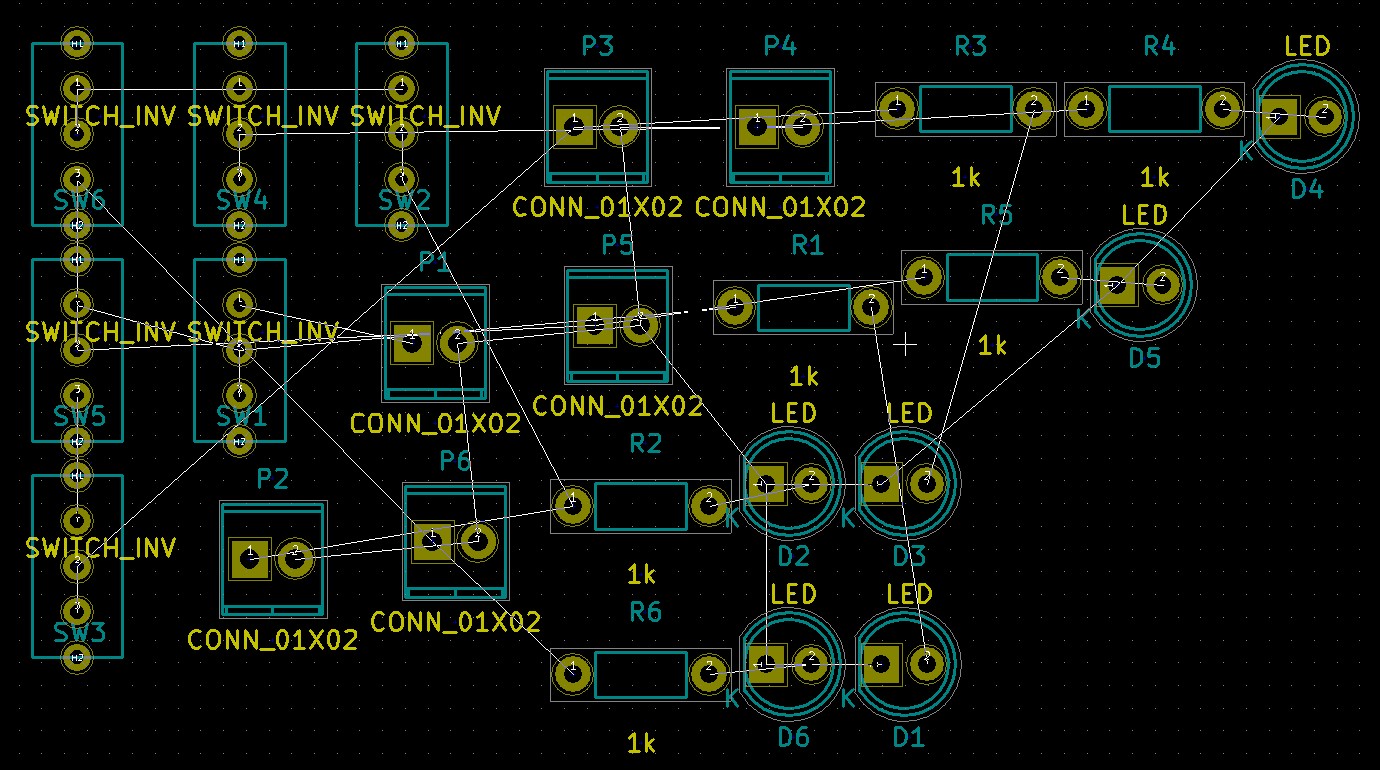 P3 P4 R3 R4 LED
SWITCH_INV SWITCH_INV SWITCH_INV
K
1k 1k
D4
SW6 SW4 SW2
CONN_01X02 CONN_01X02
R5 LED
P1 P5 R1
K
SWITCH_INV SWITCH_INV
1k
D5
1k
CONN_01X02
LED LED
SW5 SW1
CONN_01X02
R2
P2 P6
K K
SWITCH_INV
D2 D3
1k
LED LED
R6
CONN_01X02
SW3
CONN_01X02
K K
D6 D1
1k